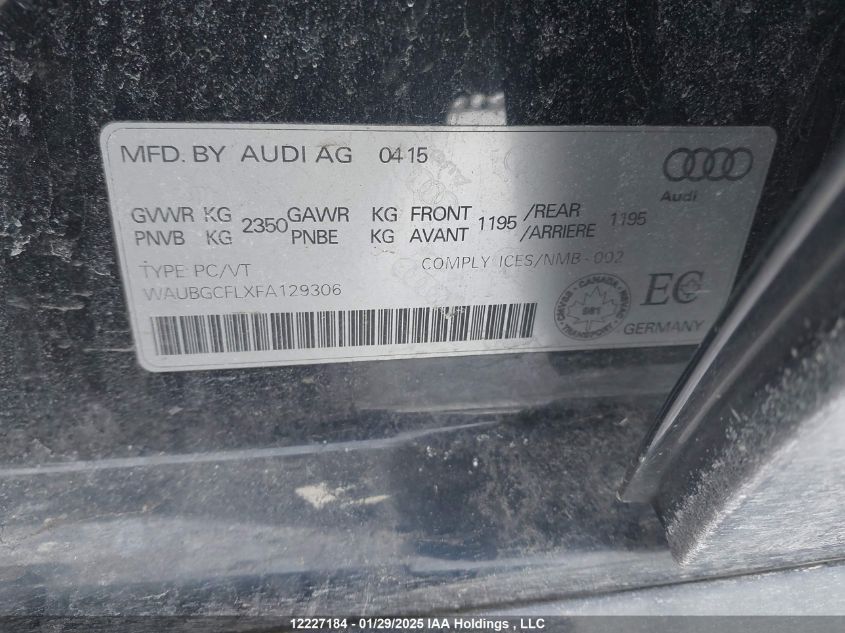 MFD. BY AUDI AG 0415
Audi
GVWR KG 2350 GAWR KG FRONT 1195 /REAR 1195
PNVB KG PNBE KG AVANT /ARRIERE
TYPE: PC/VT COMPLY ICES/NMB-002
WAUBGCFLXFA129306
CANADA
TRANSPORT
EC
GERMANY
12227184 - 01/29/2025 IAA Holdings , LLC